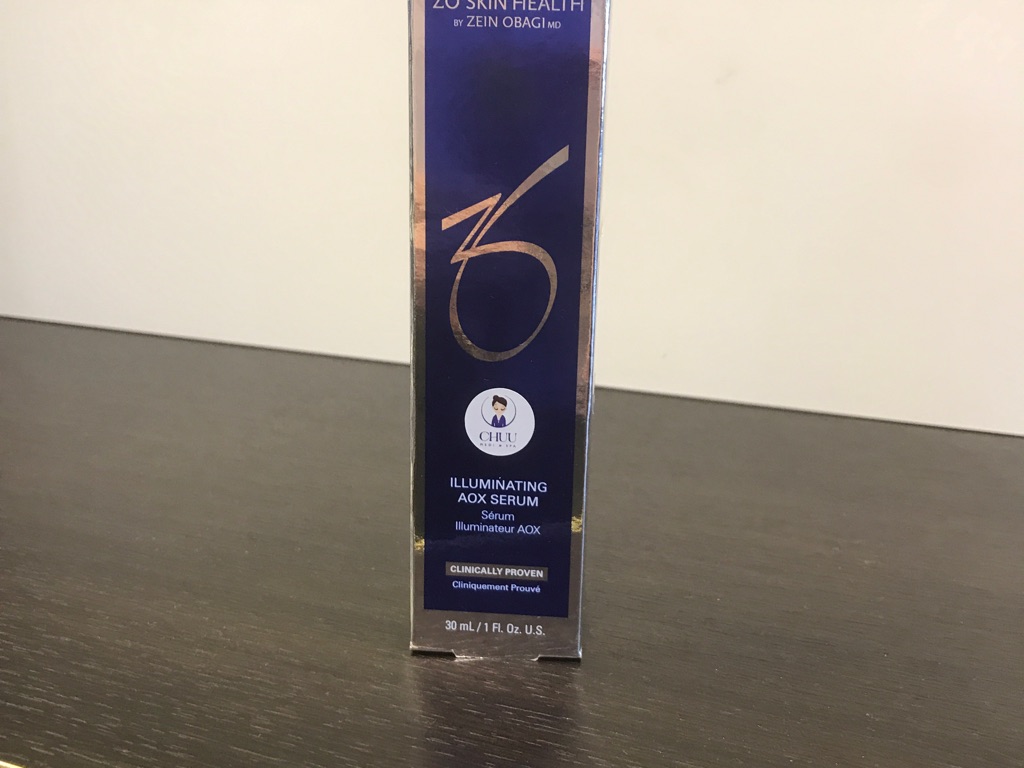 ZO SKIN HEALTH
BY ZEIN OBAGI MD
CHUU
ILLUMINATING
AOX SERUM
Sérum
Illuminateur AOX
CLINICALLY PROVEN
Cliniquement Prouvé
30 mL / 1 Fl. Oz. U.S.